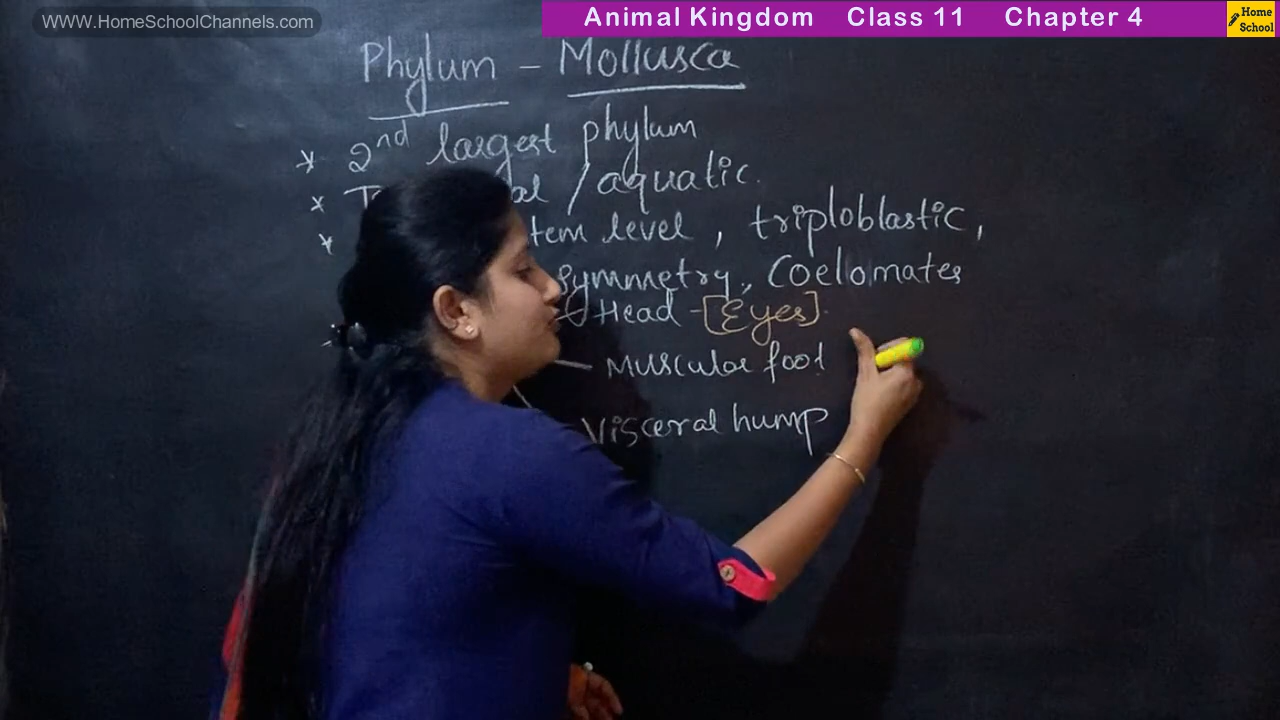 WWW.HomeSchoolChannels.com
Animal Kingdom Class 11 Chapter 4
Home
School
Phylum - Mollusca
* 2nd largest phylum
* / aquatic.
* level, triploblastic,
symmetry, Coelomates
Head - [Eyes]
Muscular foot
Visceral hump